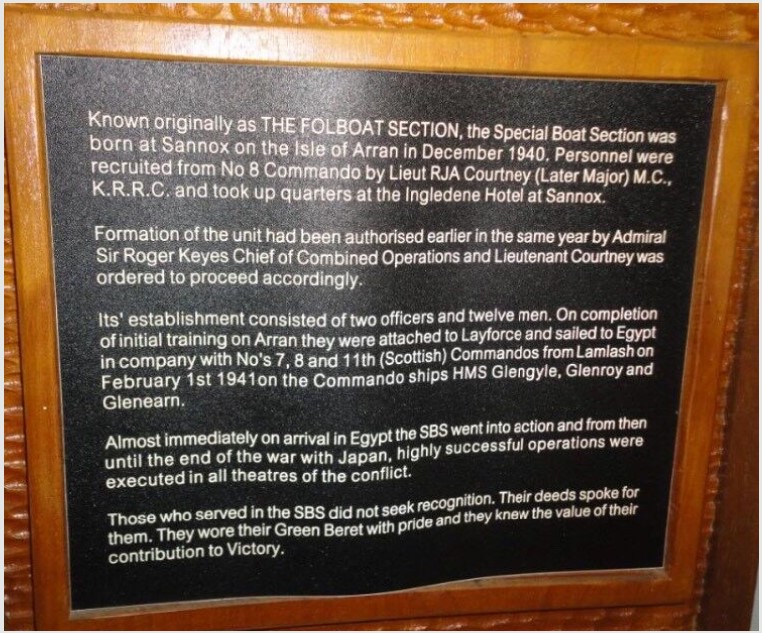 Known originally as THE FOLBOAT SECTION, the Special Boat Section was
born at Sannox on the Isle of Arran in December 1940. Personnel were
recruited from No 8 Commando by Lieut RJA Courtney (Later Major) M.C.,
K.R.R.C. and took up quarters at the Ingledene Hotel at Sannox.
Formation of the unit had been authorised earlier in the same year by Admiral
Sir Roger Keyes Chief of Combined Operations and Lieutenant Courtney was
ordered to proceed accordingly.
Its' establishment consisted of two officers and twelve men. On completion
of initial training on Arran they were attached to Layforce and sailed to Egypt
in company with No's 7, 8 and 11th (Scottish) Commandos from Lamlash on
February 1st 1941on the Commando ships HMS Glengyle, Glenroy and
Glenearn.
Almost immediately on arrival in Egypt the SBS went into action and from then
until the end of the war with Japan, highly successful operations were
executed in all theatres of the conflict.
Those who served in the SBS did not seek recognition. Their deeds spoke for
them. They wore their Green Beret with pride and they knew the value of their
contribution to Victory.